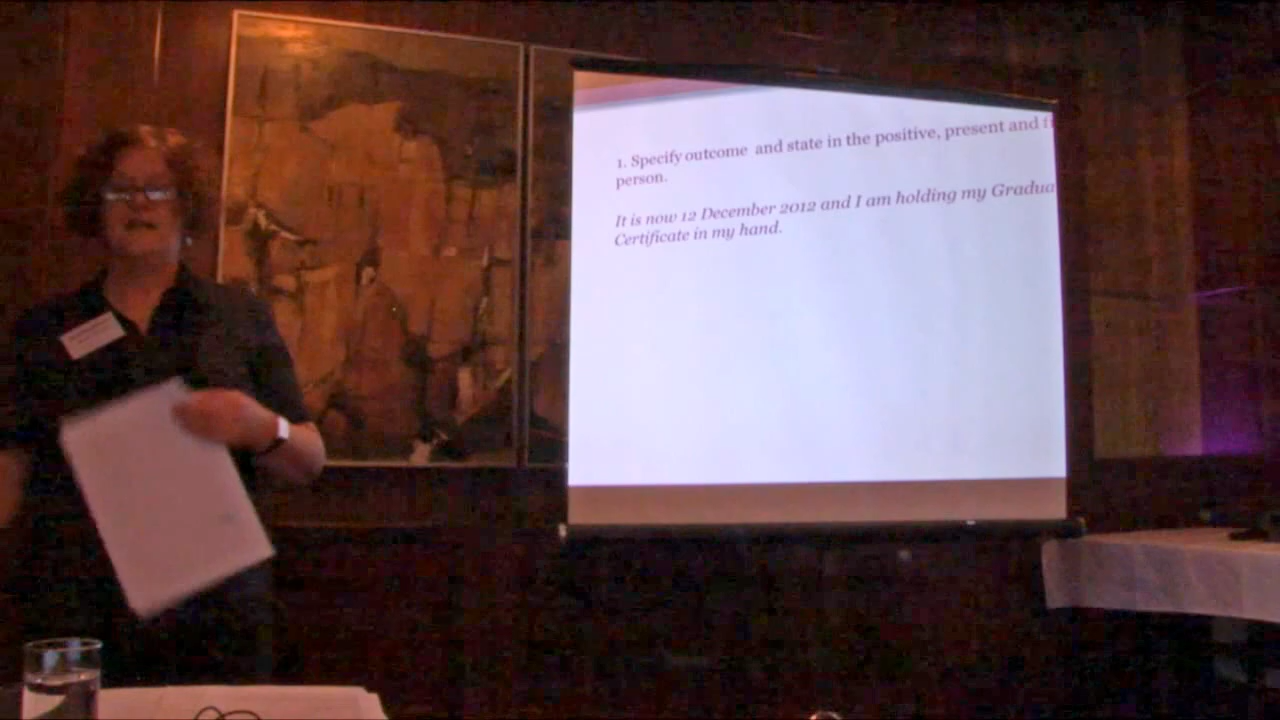 1. Specify outcome and state in the positive, present and
person.
It is now 12 December 2012 and I am holding my Gradua
Certificate in my hand.